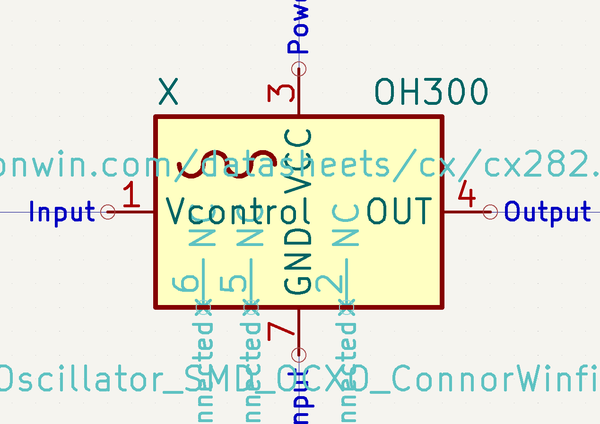 Powe
X
3
OH300
onwin.com/datasheets/cx/cx282.
VCC
1
4
Input
Vcontrol
OUT
Output
NC
NC
NC
GND
6
5
2
7
nnected
nnected
nnected
Oscillator_SMD_OCXO_ConnorWinfi
nput